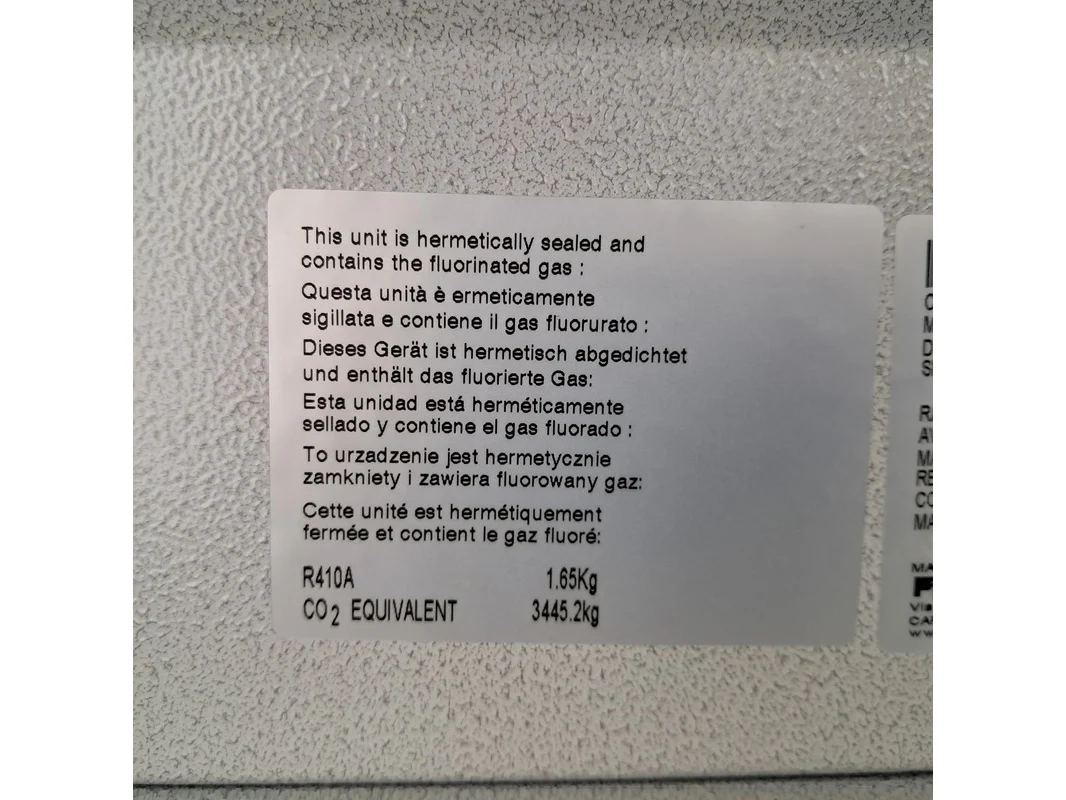 This unit is hermetically sealed and
contains the fluorinated gas :
Questa unità è ermeticamente
sigillata e contiene il gas fluorurato :
Dieses Gerät ist hermetisch abgedichtet
und enthält das fluorierte Gas:
Esta unidad está herméticamente
sellado y contiene el gas fluorado :
To urzadzenie jest hermetycznie
zamkniety i zawiera fluorowany gaz:
Cette unité est hermétiquement
fermée et contient le gaz fluoré:
R410A 1.65Kg
CO2 EQUIVALENT 3445.2kg